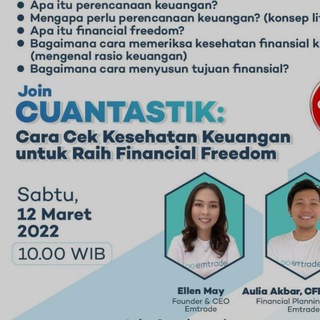 Apa itu perencanaan keuangan?
Mengapa perlu perencanaan keuangan? (konsep
Apa itu financial freedom?
Bagaimana cara memeriksa kesehatan finansial
(mengenal rasio keuangan)
Bagaimana cara menyusun tujuan finansial?
Join
CUANTASTIK:
Cara Cek Kesehatan Keuangan
untuk Raih Financial Freedom
Sabtu,
12 Maret
2022
10.00 WIB
emtrade
emtrade
Ellen May
Founder & CEO
Emtrade
Aulia Akbar, CF
Financial Plannin
Emtrade